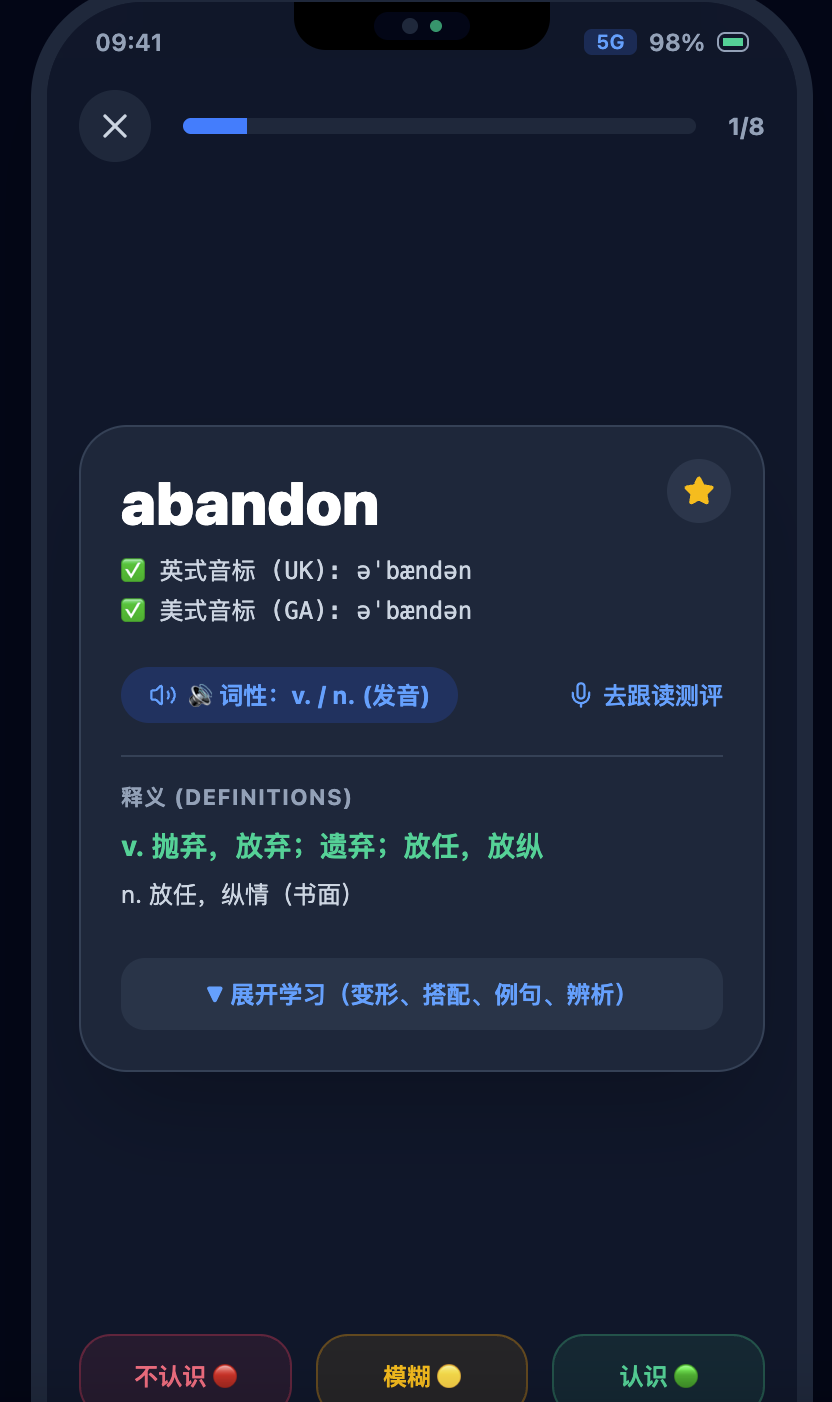 09:41
5G 98%
1/8
abandon
✅ 英式音标 (UK): əˈbændən
✅ 美式音标 (GA): əˈbændən
🔊 词性：v. / n. (发音)
去跟读测评
释义 (DEFINITIONS)
v. 抛弃，放弃；遗弃；放任，放纵
n. 放任，纵情（书面）
▼ 展开学习（变形、搭配、例句、辨析）
不认识 🔴
模糊 🟡
认识 🟢